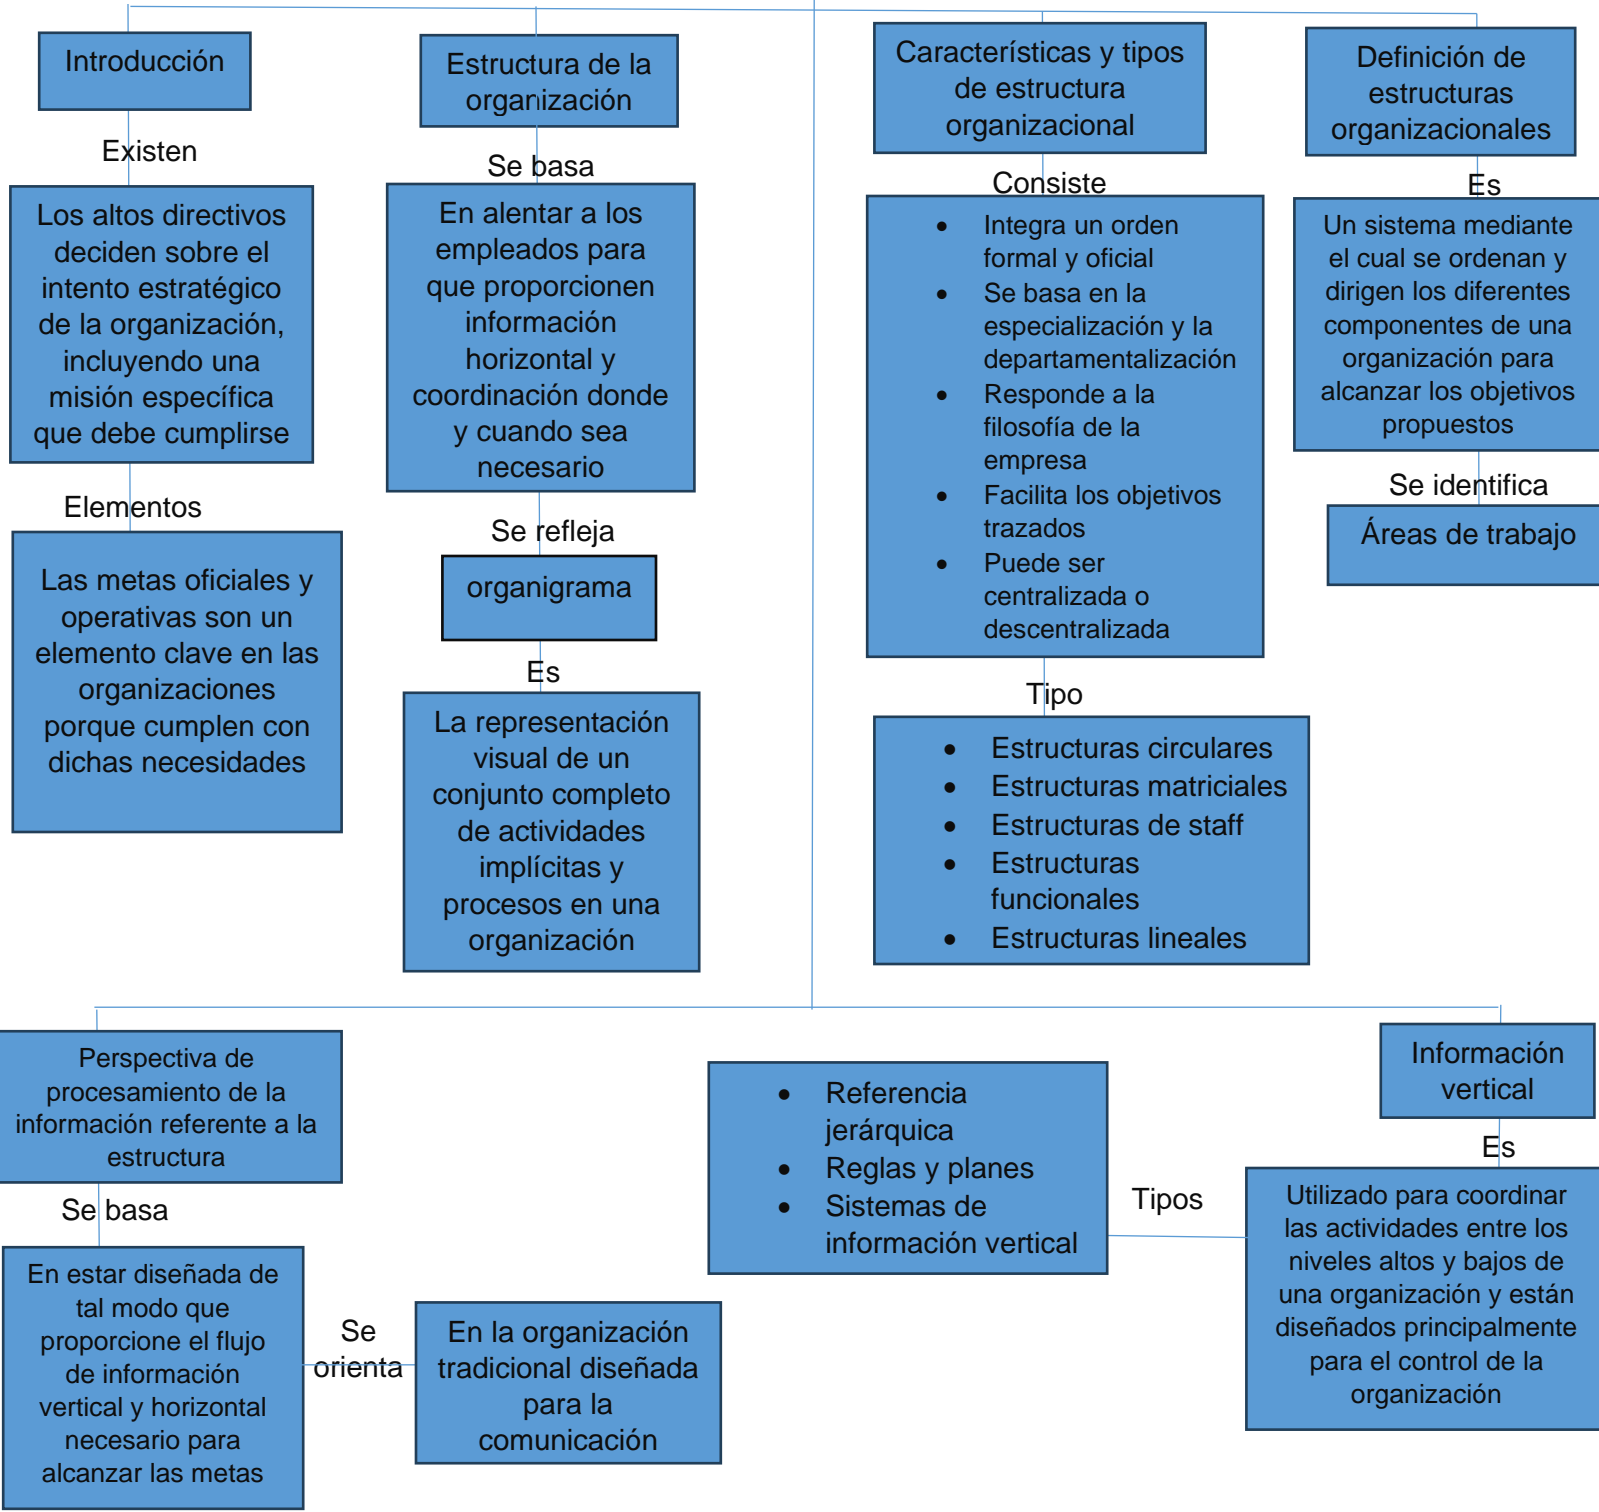 Introducción
Existen
Los altos directivos
deciden sobre el
intento estratégico
de la organización,
incluyendo una
misión específica
que debe cumplirse
Elementos
Las metas oficiales y
operativas son un
elemento clave en las
organizaciones
porque cumplen con
dichas necesidades
Estructura de la
organización
Se basa
En alentar a los
empleados para
que proporcionen
información
horizontal y
coordinación donde
y cuando sea
necesario
Se refleja
organigrama
Es
La representación
visual de un
conjunto completo
de actividades
implícitas y
procesos en una
organización
Características y tipos
de estructura
organizacional
Consiste
• Integra un orden
formal y oficial
• Se basa en la
especialización y la
departamentalización
• Responde a la
filosofía de la
empresa
• Facilita los objetivos
trazados
• Puede ser
centralizada o
descentralizada
Tipo
• Estructuras circulares
• Estructuras matriciales
• Estructuras de staff
• Estructuras
funcionales
• Estructuras lineales
Definición de
estructuras
organizacionales
Es
Un sistema mediante
el cual se ordenan y
dirigen los diferentes
componentes de una
organización para
alcanzar los objetivos
propuestos
Se identifica
Áreas de trabajo
Perspectiva de
procesamiento de la
información referente a la
estructura
Se basa
En estar diseñada de
tal modo que
proporcione el flujo
de información
vertical y horizontal
necesario para
alcanzar las metas
Se
orienta
En la organización
tradicional diseñada
para la
comunicación
Información
vertical
Es
Utilizado para coordinar
las actividades entre los
niveles altos y bajos de
una organización y están
diseñados principalmente
para el control de la
organización
Tipos
• Referencia
jerárquica
• Reglas y planes
• Sistemas de
información vertical